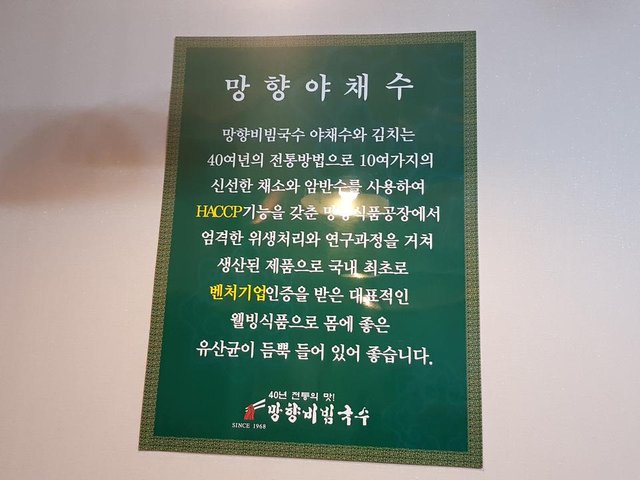 망향야채수
망향비빔국수 야채수와 김치는
40여년의 전통방법으로 10여가지의
신선한 채소와 암반수를 사용하여
HACCP기능을 갖춘 망향식품공장에서
엄격한 위생처리와 연구과정을 거쳐
생산된 제품으로 국내 최초로
벤처기업인증을 받은 대표적인
웰빙식품으로 몸에 좋은
유산균이 듬뿍 들어 있어 좋습니다.
40년 전통의 맛!
망향비빔국수
SINCE 1968